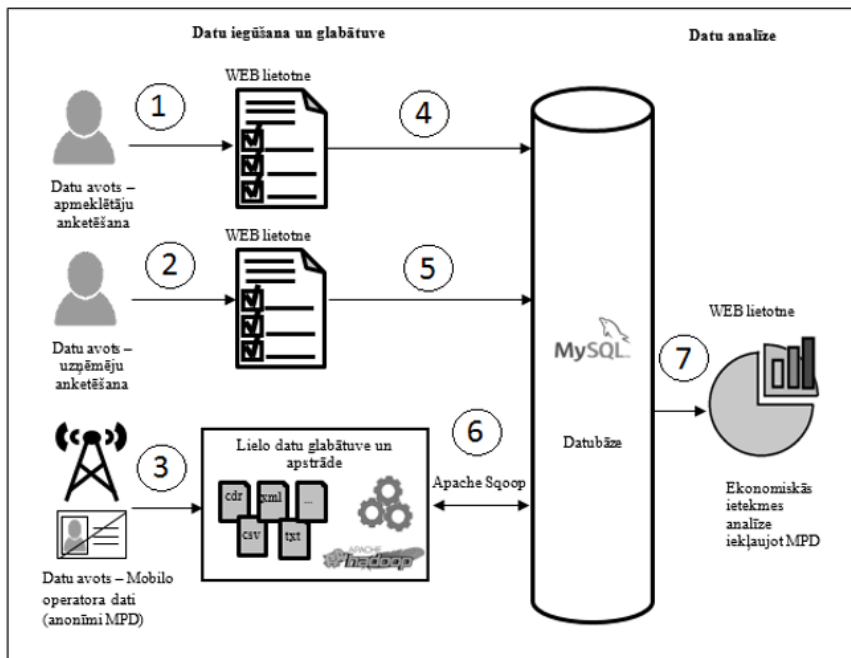 Datu iegūšana un glabātuve
Datu analīze
WEB lietotne
1
4
Datu avots –
apmeklētāju
anketēšana
WEB lietotne
2
5
Datu avots –
uzņēmēju
anketēšana
MySQL
Datubāze
WEB lietotne
7
Ekonomiskās
ietekmes
analīze
iekļaujot MPD
3
Lielo datu glabātuve un
apstrāde
cdr
xml
...
csv
txt
APACHE
hadoop
6
Apache Sqoop
Datu avots – Mobilo
operatora dati
(anonīmi MPD)